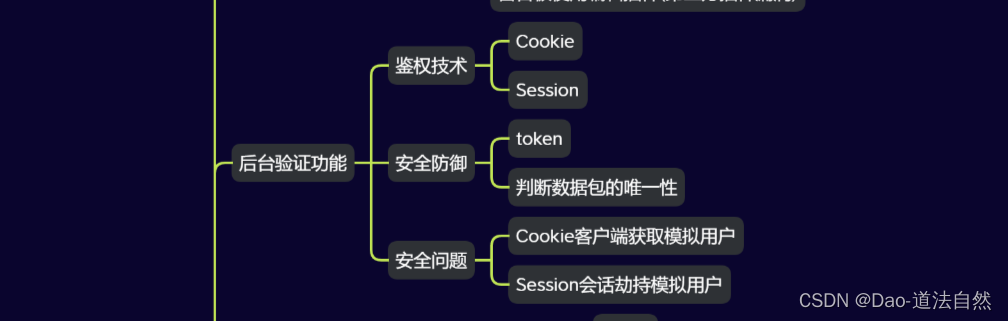 Cookie
鉴权技术
Session
token
后台验证功能
安全防御
判断数据包的唯一性
Cookie客户端获取模拟用户
安全问题
Session会话劫持模拟用户
CSDN @Dao-道法自然